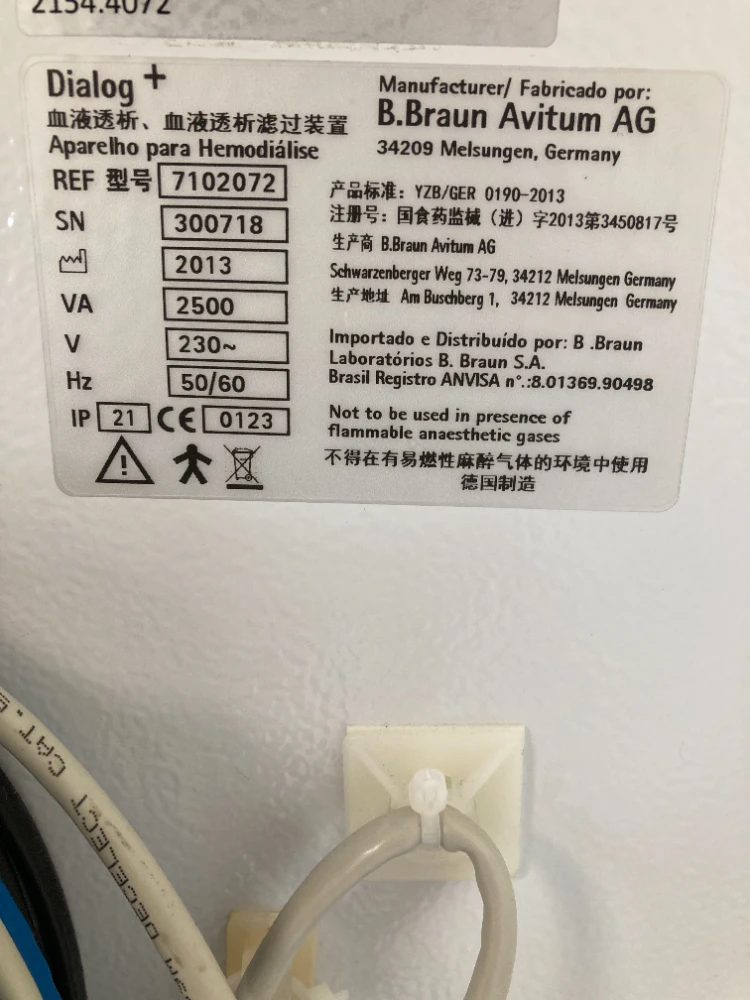 2154.4072
Dialog +
血液透析、血液透析滤过装置
Aparelho para Hemodiálise
REF 型号 7102072
SN 300718
2013
VA 2500
V 230~
Hz 50/60
IP 21 CE 0123
Manufacturer/ Fabricado por:
B.Braun Avitum AG
34209 Melsungen, Germany
产品标准: YZB/GER 0190-2013
注册号: 国食药监械（进）字2013第3450817号
生产商 B.Braun Avitum AG
Schwarzenberger Weg 73-79, 34212 Melsungen Germany
生产地址 Am Buschberg 1, 34212 Melsungen Germany
Importado e Distribuído por: B .Braun
Laboratórios B. Braun S.A.
Brasil Registro ANVISA n°.:8.01369.90498
Not to be used in presence of
flammable anaesthetic gases
不得在有易燃性麻醉气体的环境中使用
德国制造
DECELECT CAT.